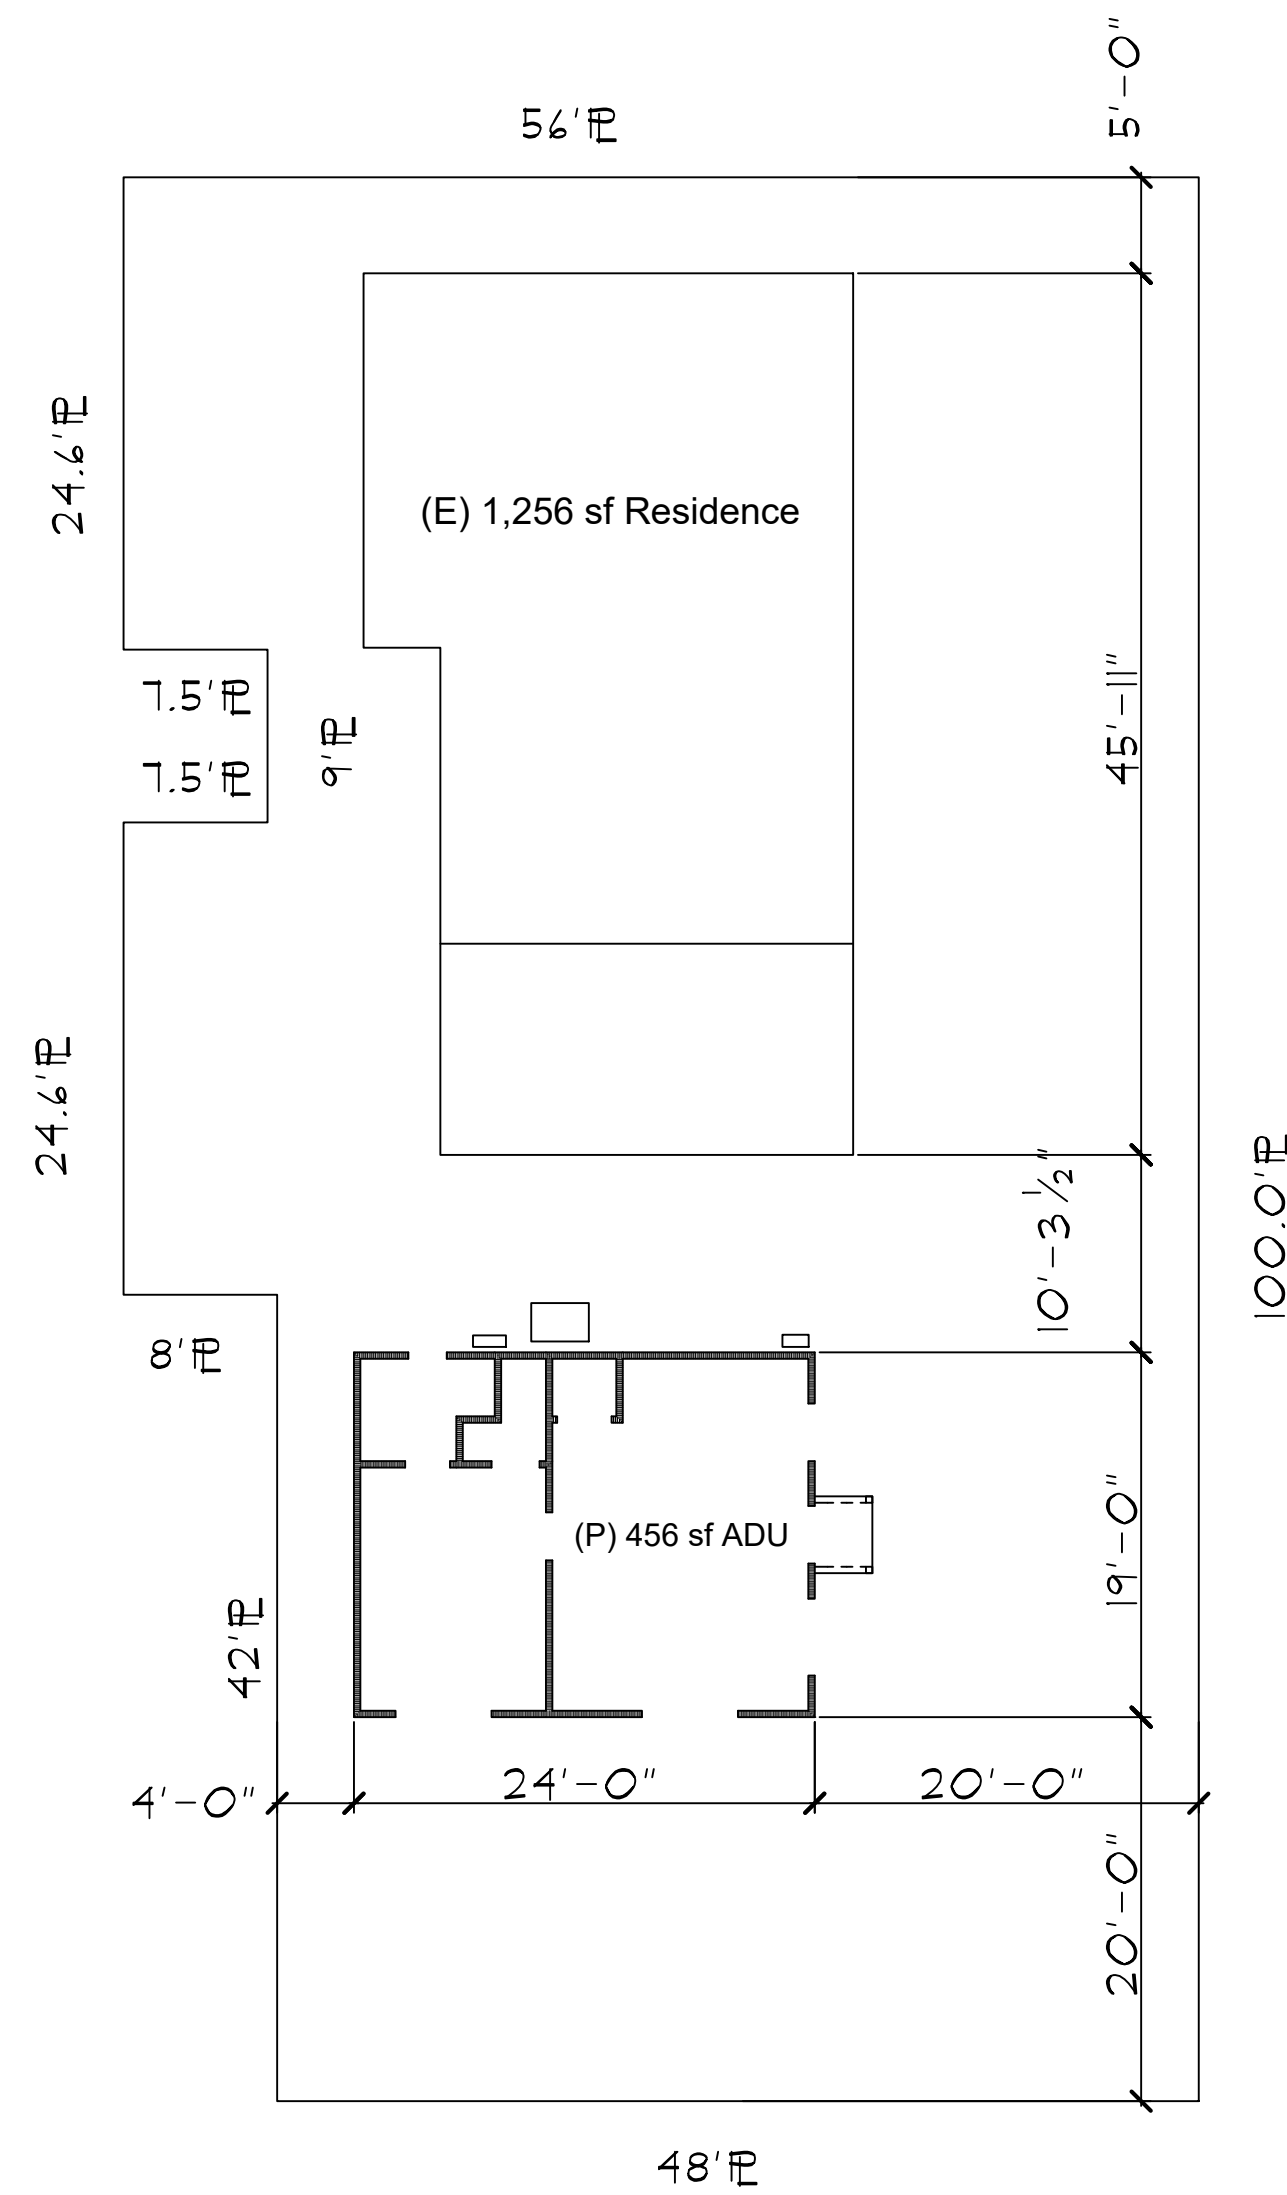 5'-0"
56'PL
24.6'PL
(E) 1,256 sf Residence
7.5'PL
9'PL
45'-11"
7.5'PL
24.6'PL
10'-3 1/2"
100.0'PL
8'PL
19'-0"
(P) 456 sf ADU
42'PL
4'-0"
24'-0"
20'-0"
20'-0"
48'PL